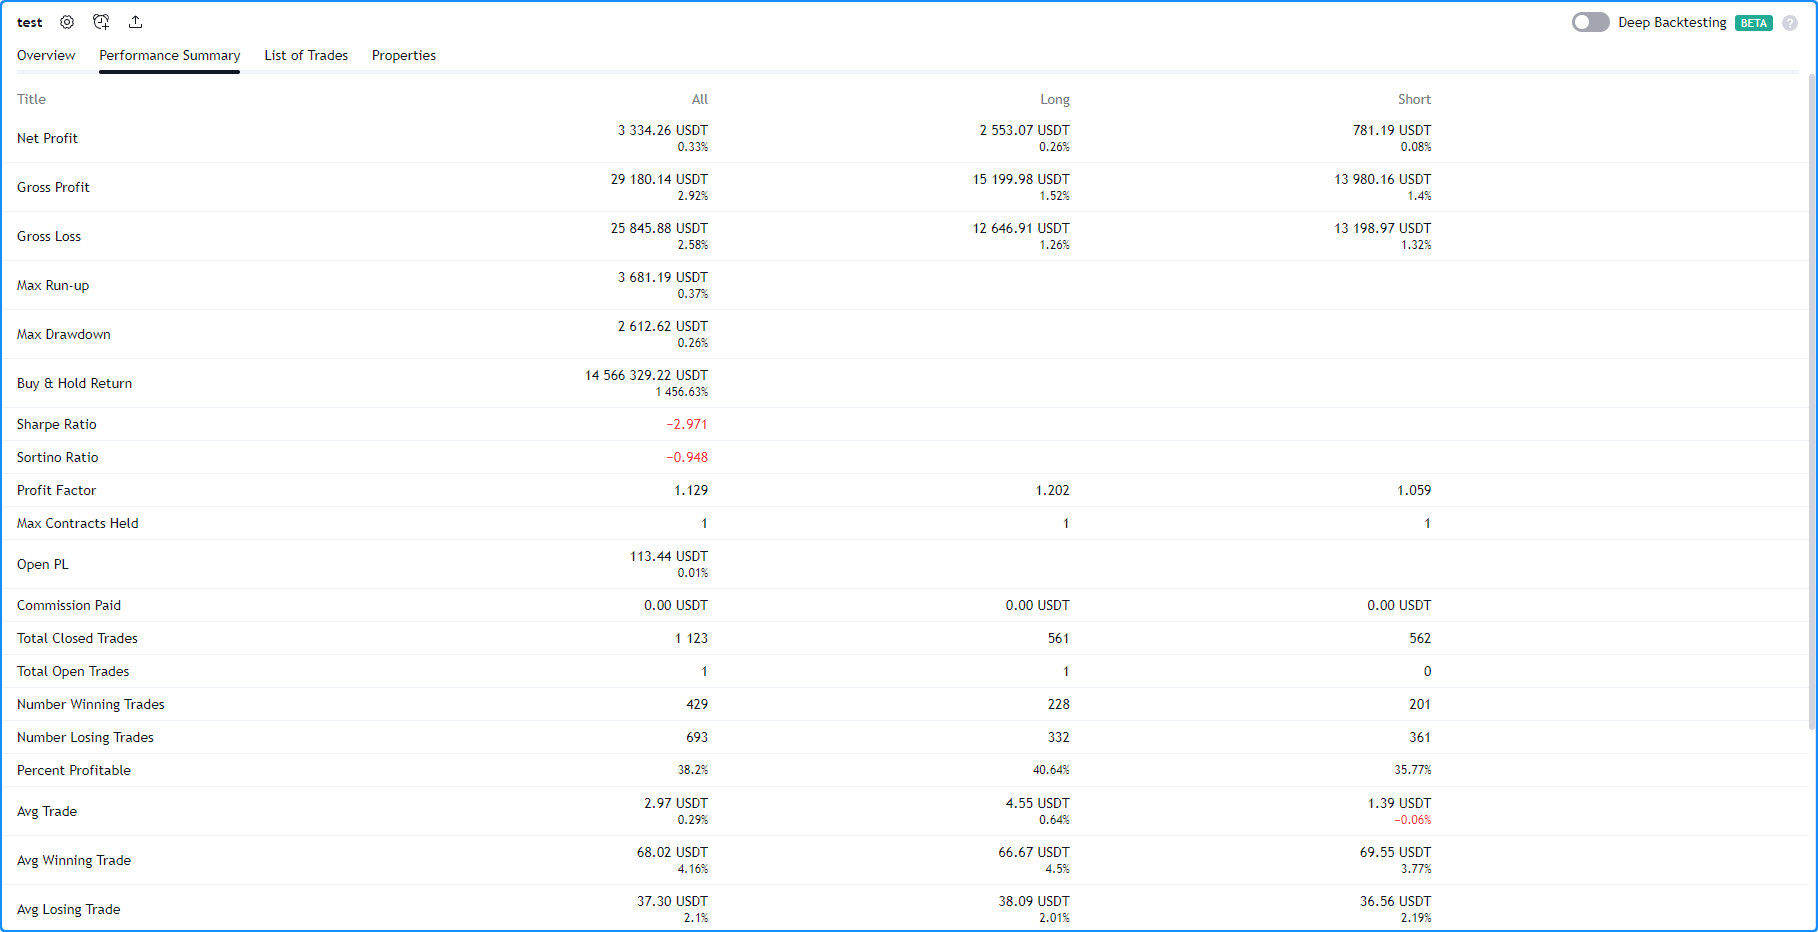 test Deep Backtesting BETA ?
Overview Performance Summary List of Trades Properties
Title All Long Short
Net Profit 3 334.26 USDT 2 553.07 USDT 781.19 USDT
0.33% 0.26% 0.08%
Gross Profit 29 180.14 USDT 15 199.98 USDT 13 980.16 USDT
2.92% 1.52% 1.4%
Gross Loss 25 845.88 USDT 12 646.91 USDT 13 198.97 USDT
2.58% 1.26% 1.32%
Max Run-up 3 681.19 USDT
0.37%
Max Drawdown 2 612.62 USDT
0.26%
Buy & Hold Return 14 566 329.22 USDT
1 456.63%
Sharpe Ratio −2.971
Sortino Ratio −0.948
Profit Factor 1.129 1.202 1.059
Max Contracts Held 1 1 1
Open PL 113.44 USDT
0.01%
Commission Paid 0.00 USDT 0.00 USDT 0.00 USDT
Total Closed Trades 1 123 561 562
Total Open Trades 1 1 0
Number Winning Trades 429 228 201
Number Losing Trades 693 332 361
Percent Profitable 38.2% 40.64% 35.77%
Avg Trade 2.97 USDT 4.55 USDT 1.39 USDT
0.29% 0.64% −0.06%
Avg Winning Trade 68.02 USDT 66.67 USDT 69.55 USDT
4.16% 4.5% 3.77%
Avg Losing Trade 37.30 USDT 38.09 USDT 36.56 USDT
2.1% 2.01% 2.19%